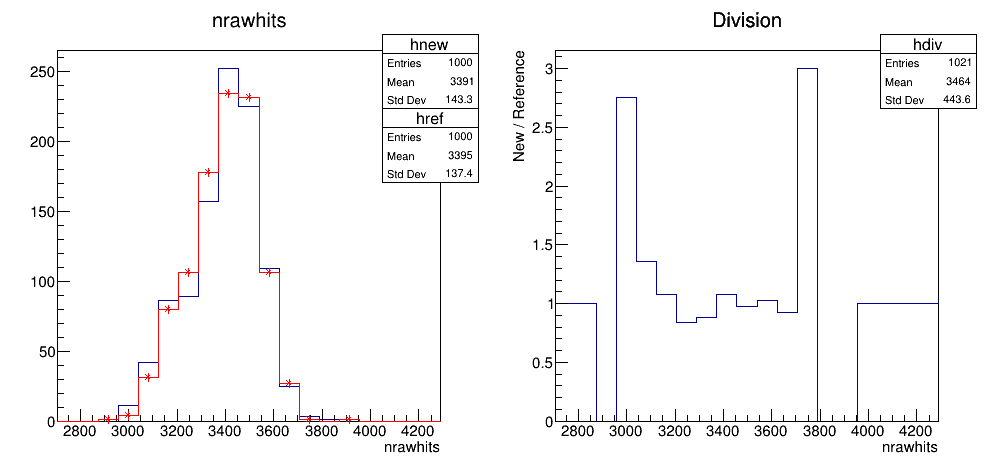 nrawhits
hnew
Entries 1000
Mean 3391
Std Dev 143.3
href
Entries 1000
Mean 3395
Std Dev 137.4
250
200
150
100
50
0
2800 3000 3200 3400 3600 3800 4000 4200
nrawhits
Division
hdiv
Entries 1021
Mean 3464
Std Dev 443.6
New / Reference
3
2.5
2
1.5
1
0.5
0
2800 3000 3200 3400 3600 3800 4000 4200
nrawhits